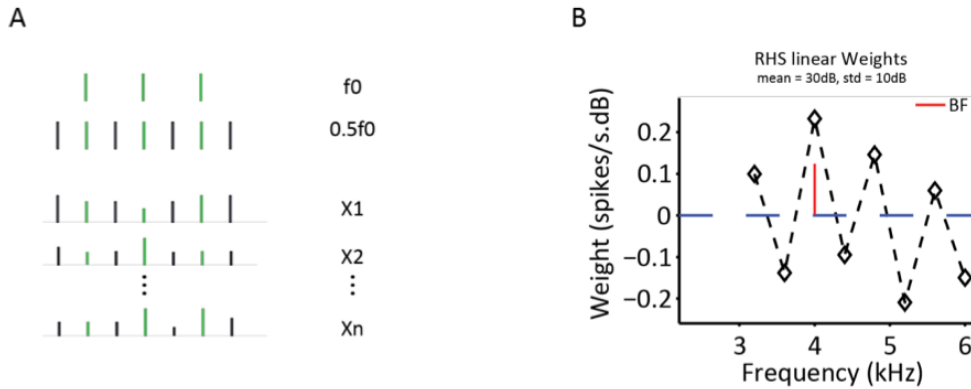 A
f0
0.5f0
X1
X2
⋮ ⋮
Xn
B
RHS linear Weights
mean = 30dB, std = 10dB
BF
Weight (spikes/s.dB)
0.2
0.1
0
−0.1
−0.2
3 4 5 6
Frequency (kHz)